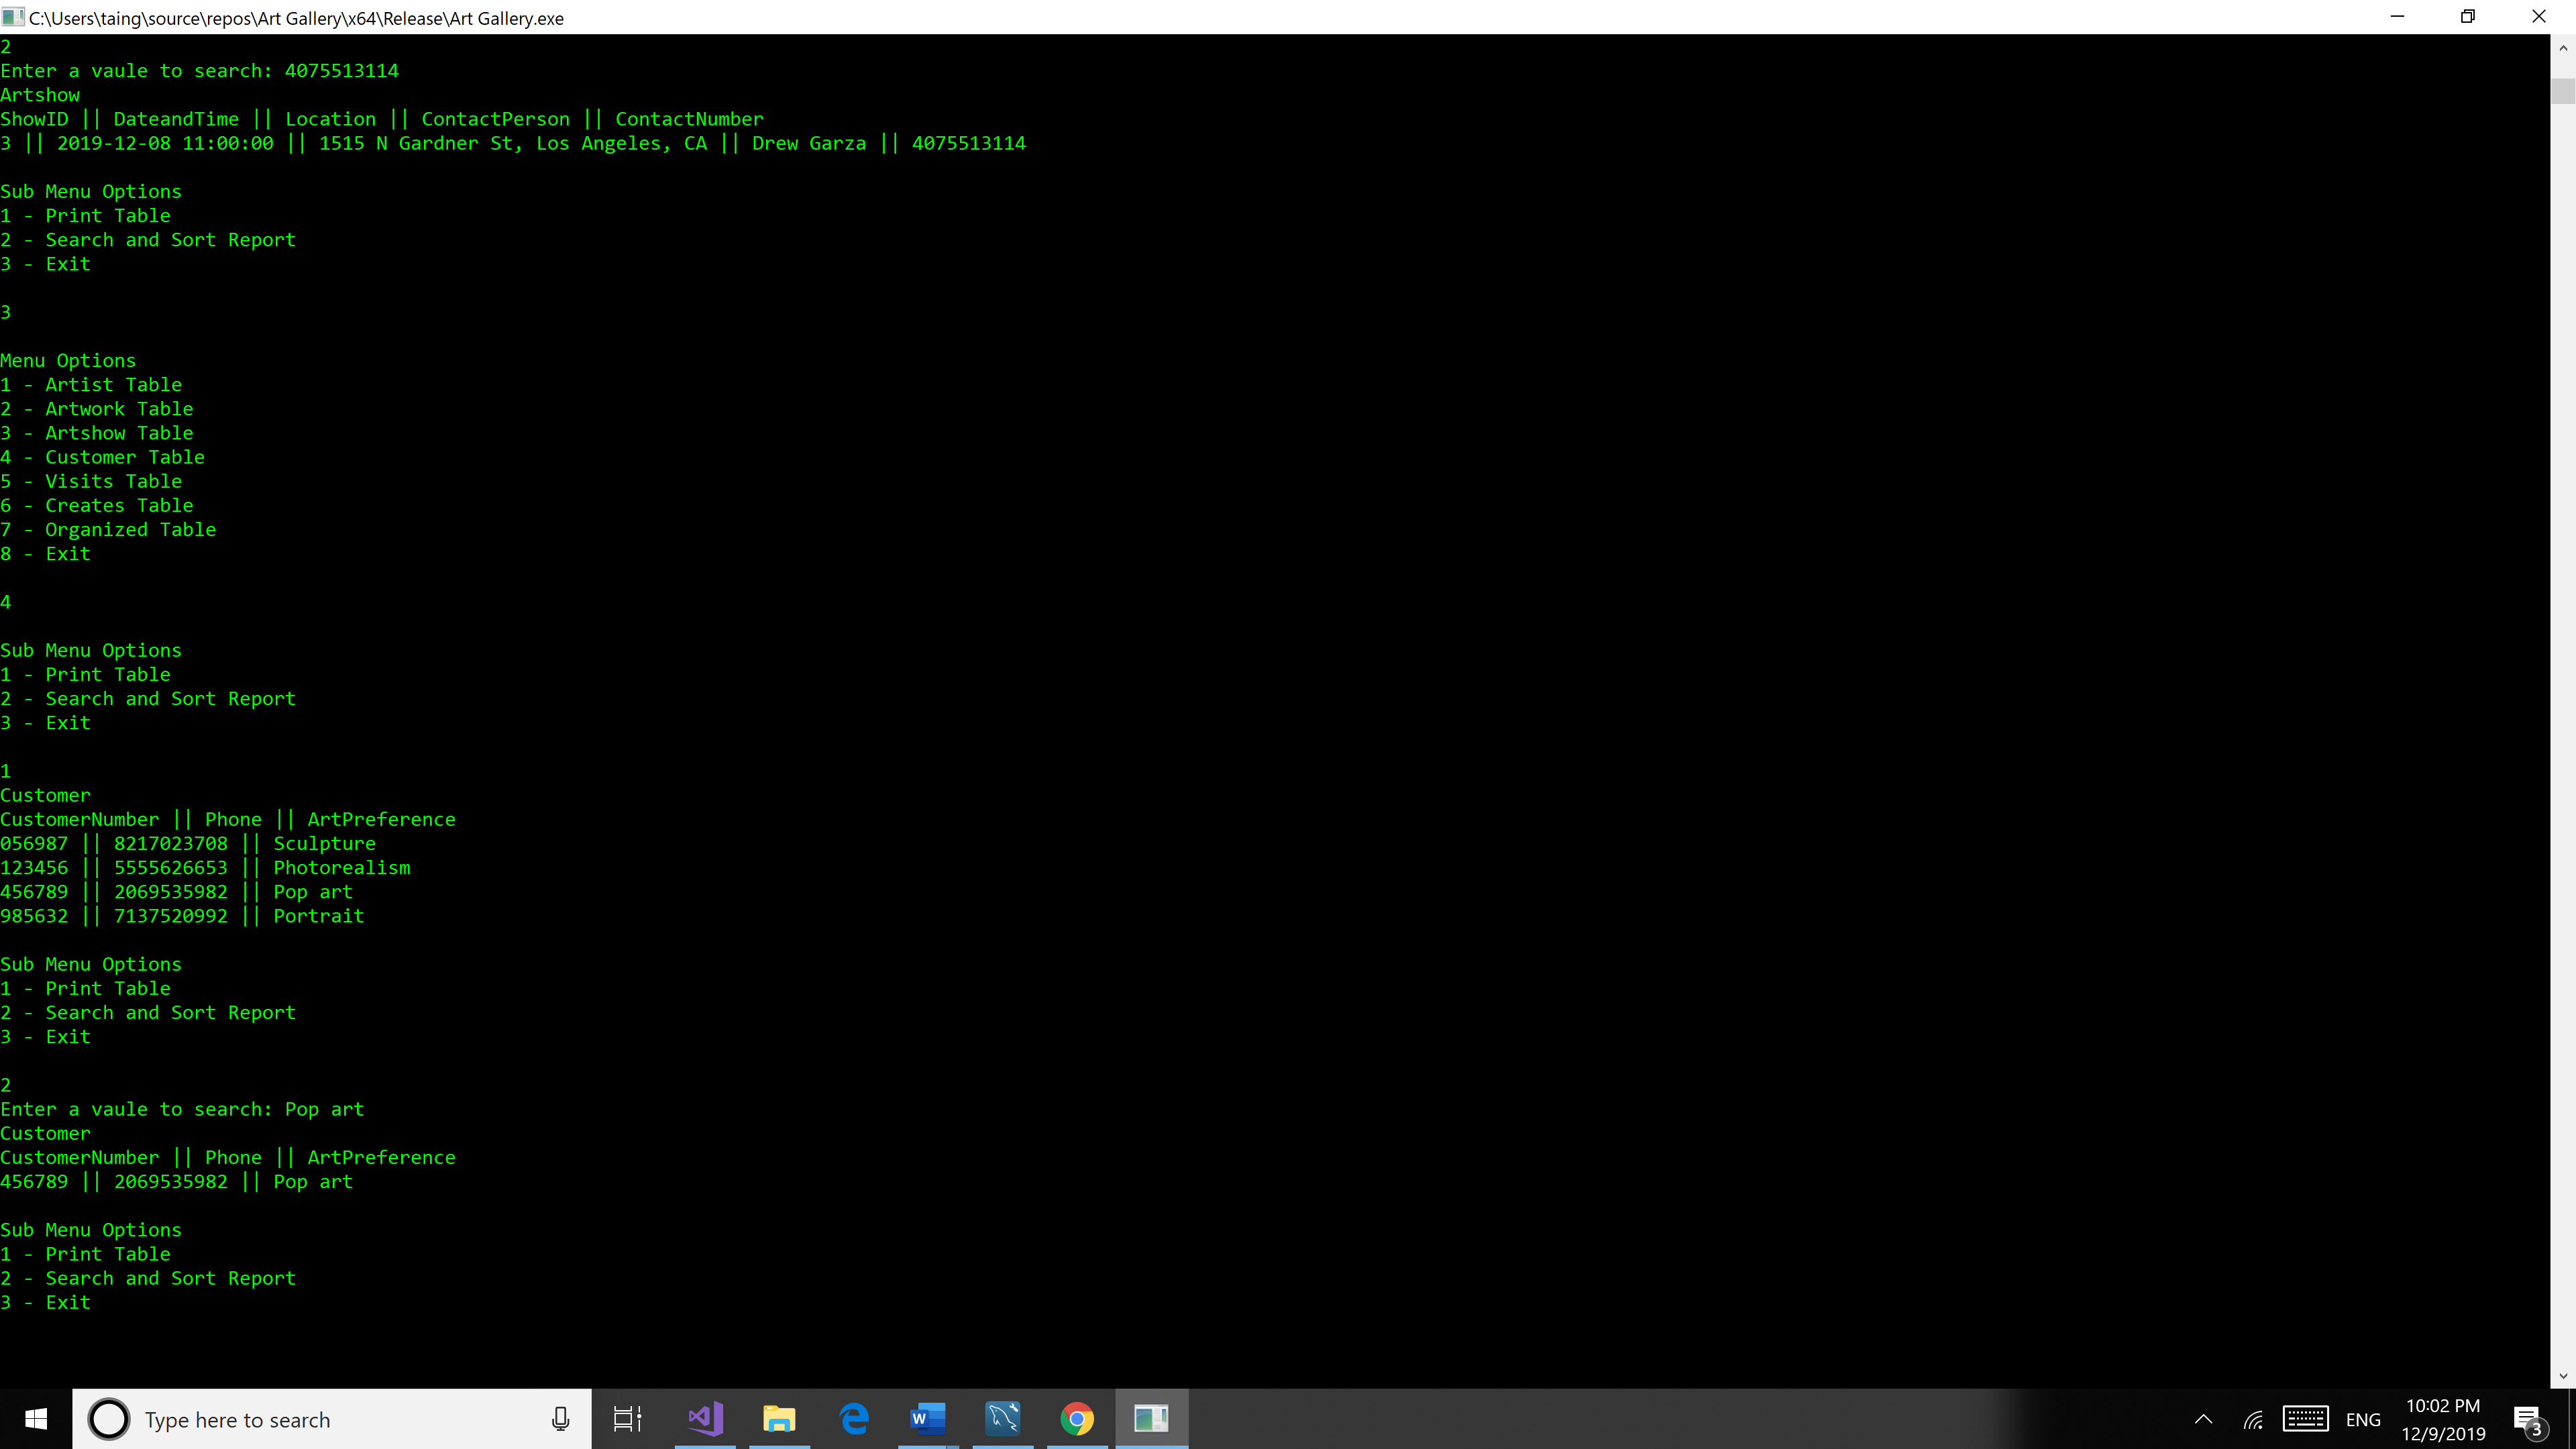 C:\Users\taing\source\repos\Art Gallery\x64\Release\Art Gallery.exe
2
Enter a vaule to search: 4075513114
Artshow
ShowID || DateandTime || Location || ContactPerson || ContactNumber
3 || 2019-12-08 11:00:00 || 1515 N Gardner St, Los Angeles, CA || Drew Garza || 4075513114
Sub Menu Options
1 - Print Table
2 - Search and Sort Report
3 - Exit
3
Menu Options
1 - Artist Table
2 - Artwork Table
3 - Artshow Table
4 - Customer Table
5 - Visits Table
6 - Creates Table
7 - Organized Table
8 - Exit
4
Sub Menu Options
1 - Print Table
2 - Search and Sort Report
3 - Exit
1
Customer
CustomerNumber || Phone || ArtPreference
056987 || 8217023708 || Sculpture
123456 || 5555626653 || Photorealism
456789 || 2069535982 || Pop art
985632 || 7137520992 || Portrait
Sub Menu Options
1 - Print Table
2 - Search and Sort Report
3 - Exit
2
Enter a vaule to search: Pop art
Customer
CustomerNumber || Phone || ArtPreference
456789 || 2069535982 || Pop art
Sub Menu Options
1 - Print Table
2 - Search and Sort Report
3 - Exit
Type here to search
W
ENG
10:02 PM
12/9/2019
3